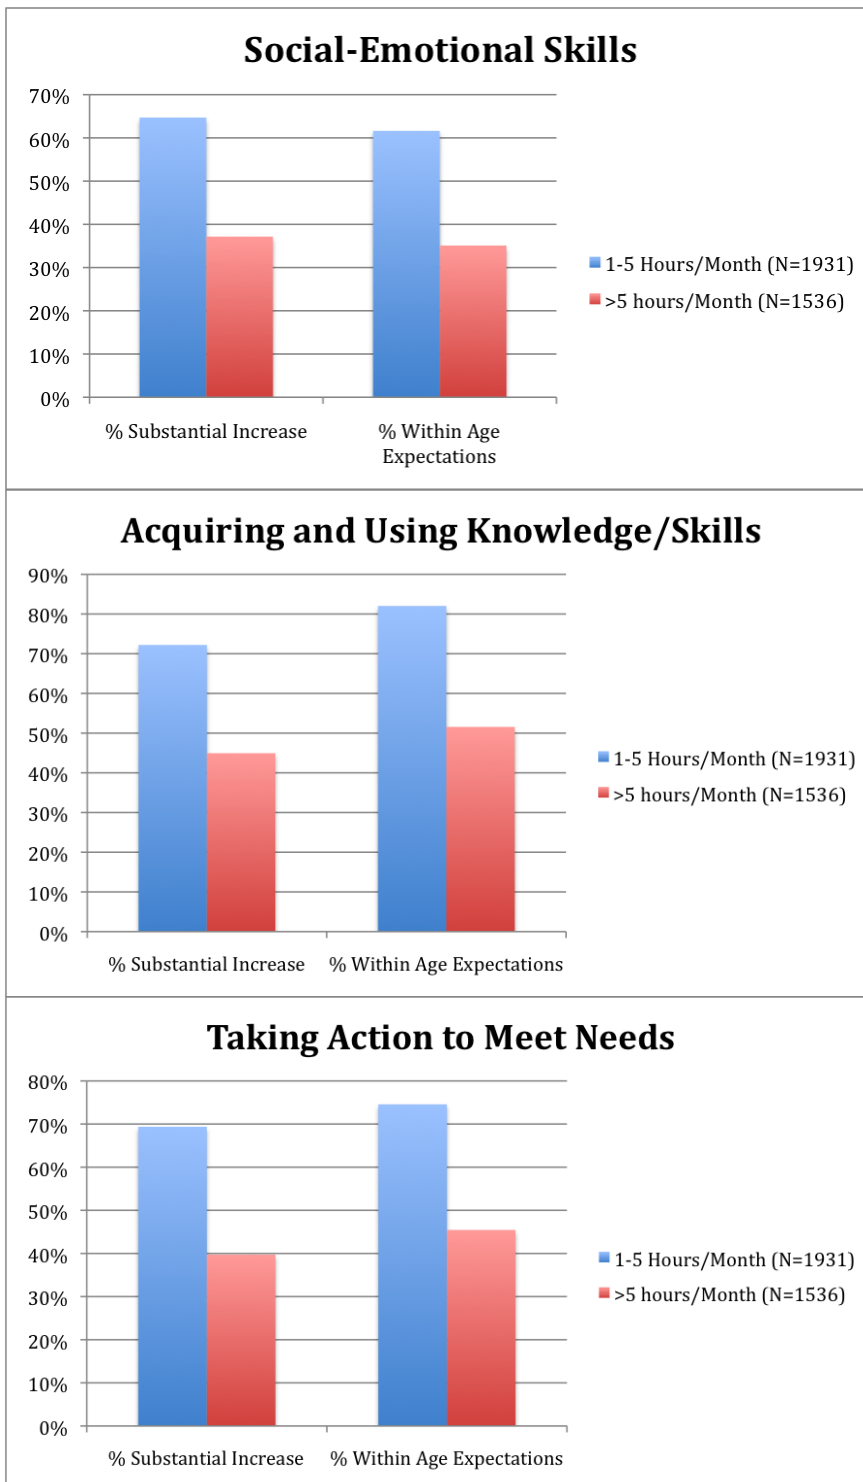 Social-Emotional Skills
70%
60%
50%
40%
30%
20%
10%
0%
% Substantial Increase
% Within Age
Expectations
1-5 Hours/Month (N=1931)
>5 hours/Month (N=1536)
Acquiring and Using Knowledge/Skills
90%
80%
70%
60%
50%
40%
30%
20%
10%
0%
% Substantial Increase
% Within Age Expectations
1-5 Hours/Month (N=1931)
>5 hours/Month (N=1536)
Taking Action to Meet Needs
80%
70%
60%
50%
40%
30%
20%
10%
0%
% Substantial Increase
% Within Age Expectations
1-5 Hours/Month (N=1931)
>5 hours/Month (N=1536)